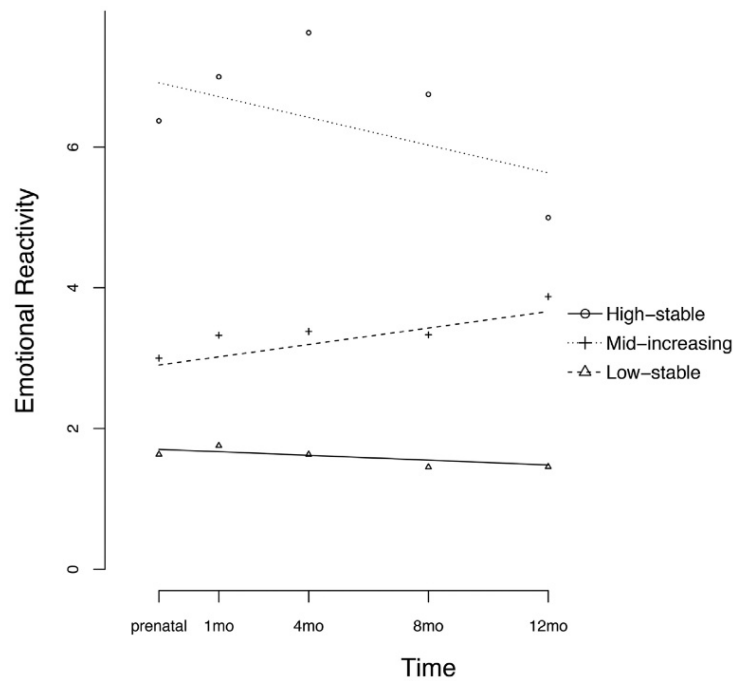 Emotional Reactivity
6
4
2
0
High–stable
Mid–increasing
Low–stable
prenatal 1mo 4mo 8mo 12mo
Time